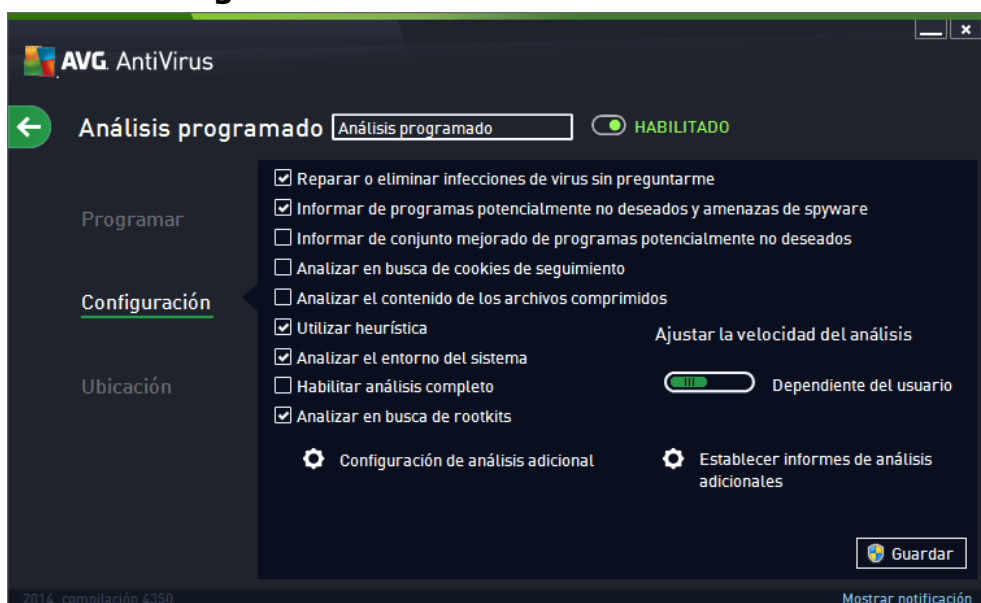 AVG. AntiVirus
Análisis programado Análisis programado HABILITADO
Programar
Configuración
Ubicación
Reparar o eliminar infecciones de virus sin preguntarme
Informar de programas potencialmente no deseados y amenazas de spyware
Informar de conjunto mejorado de programas potencialmente no deseados
Analizar en busca de cookies de seguimiento
Analizar el contenido de los archivos comprimidos
Utilizar heurística
Analizar el entorno del sistema
Habilitar análisis completo
Analizar en busca de rootkits
Ajustar la velocidad del análisis
Dependiente del usuario
Configuración de análisis adicional
Establecer informes de análisis
adicionales
Guardar
2014 compilación 4350
Mostrar notificación